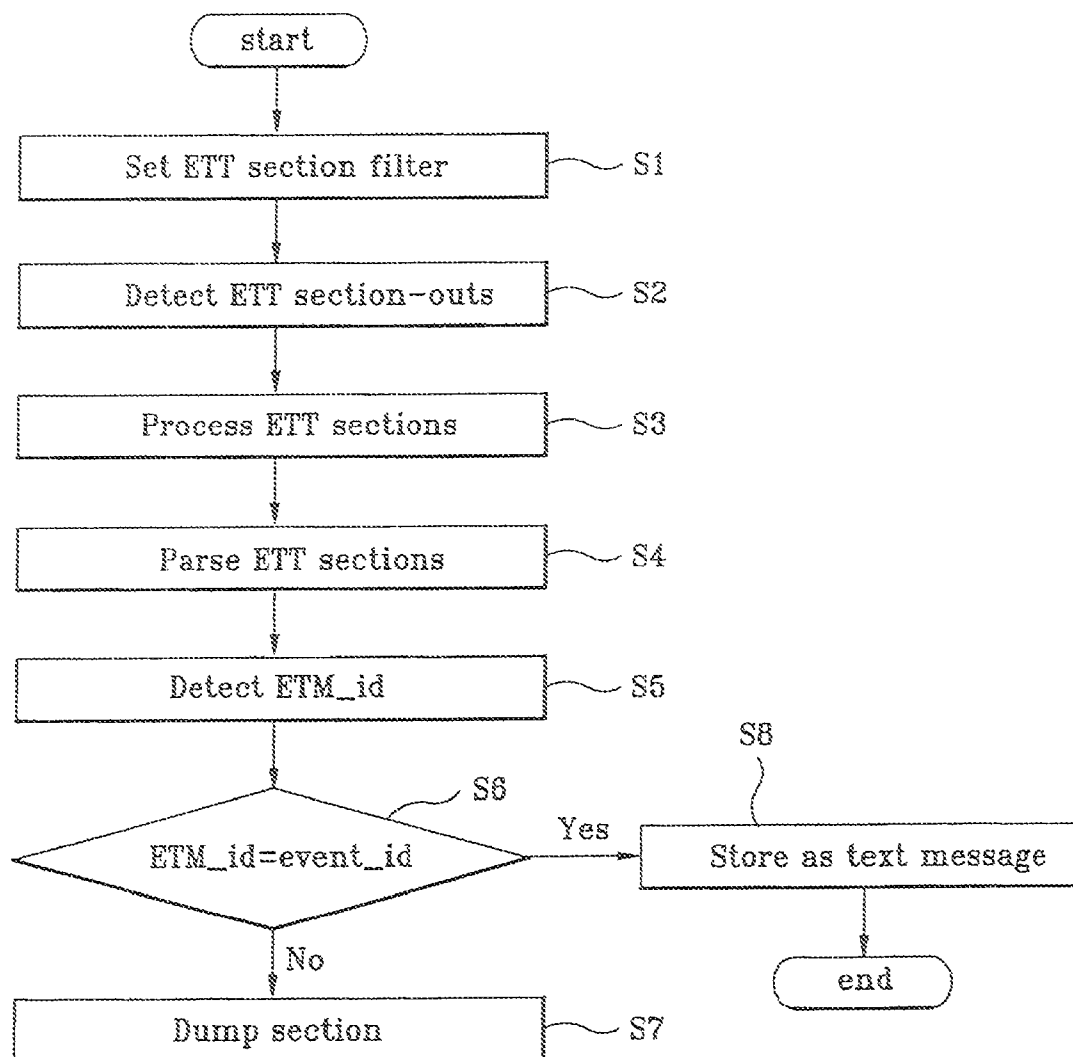 start
Set ETT section filter
S1
Detect ETT section-outs
S2
Process ETT sections
S3
Parse ETT sections
S4
Detect ETM_id
S5
S8
S6
ETM_id=event_id
Yes
Store as text message
No
end
Dump section
S7